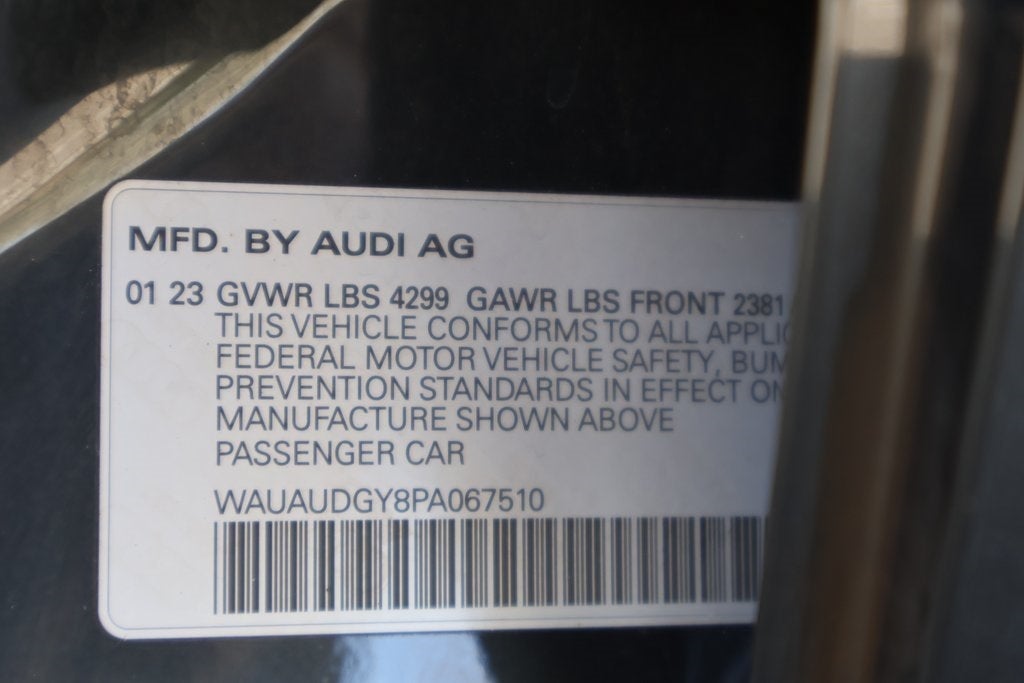 MFD. BY AUDI AG
01 23 GVWR LBS 4299 GAWR LBS FRONT 2381
THIS VEHICLE CONFORMS TO ALL
FEDERAL MOTOR VEHICLE SAFETY,
PREVENTION STANDARDS IN EFFECT ON
MANUFACTURE SHOWN ABOVE
PASSENGER CAR
WAUAUDGY8PA067510